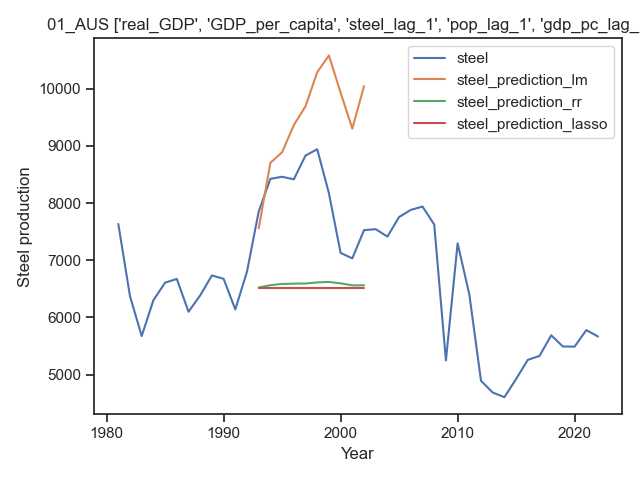 01_AUS ['real_GDP', 'GDP_per_capita', 'steel_lag_1', 'pop_lag_1', 'gdp_pc_lag_
steel
steel_prediction_lm
steel_prediction_rr
steel_prediction_lasso
Steel production
10000
9000
8000
7000
6000
5000
1980
1990
2000
2010
2020
Year